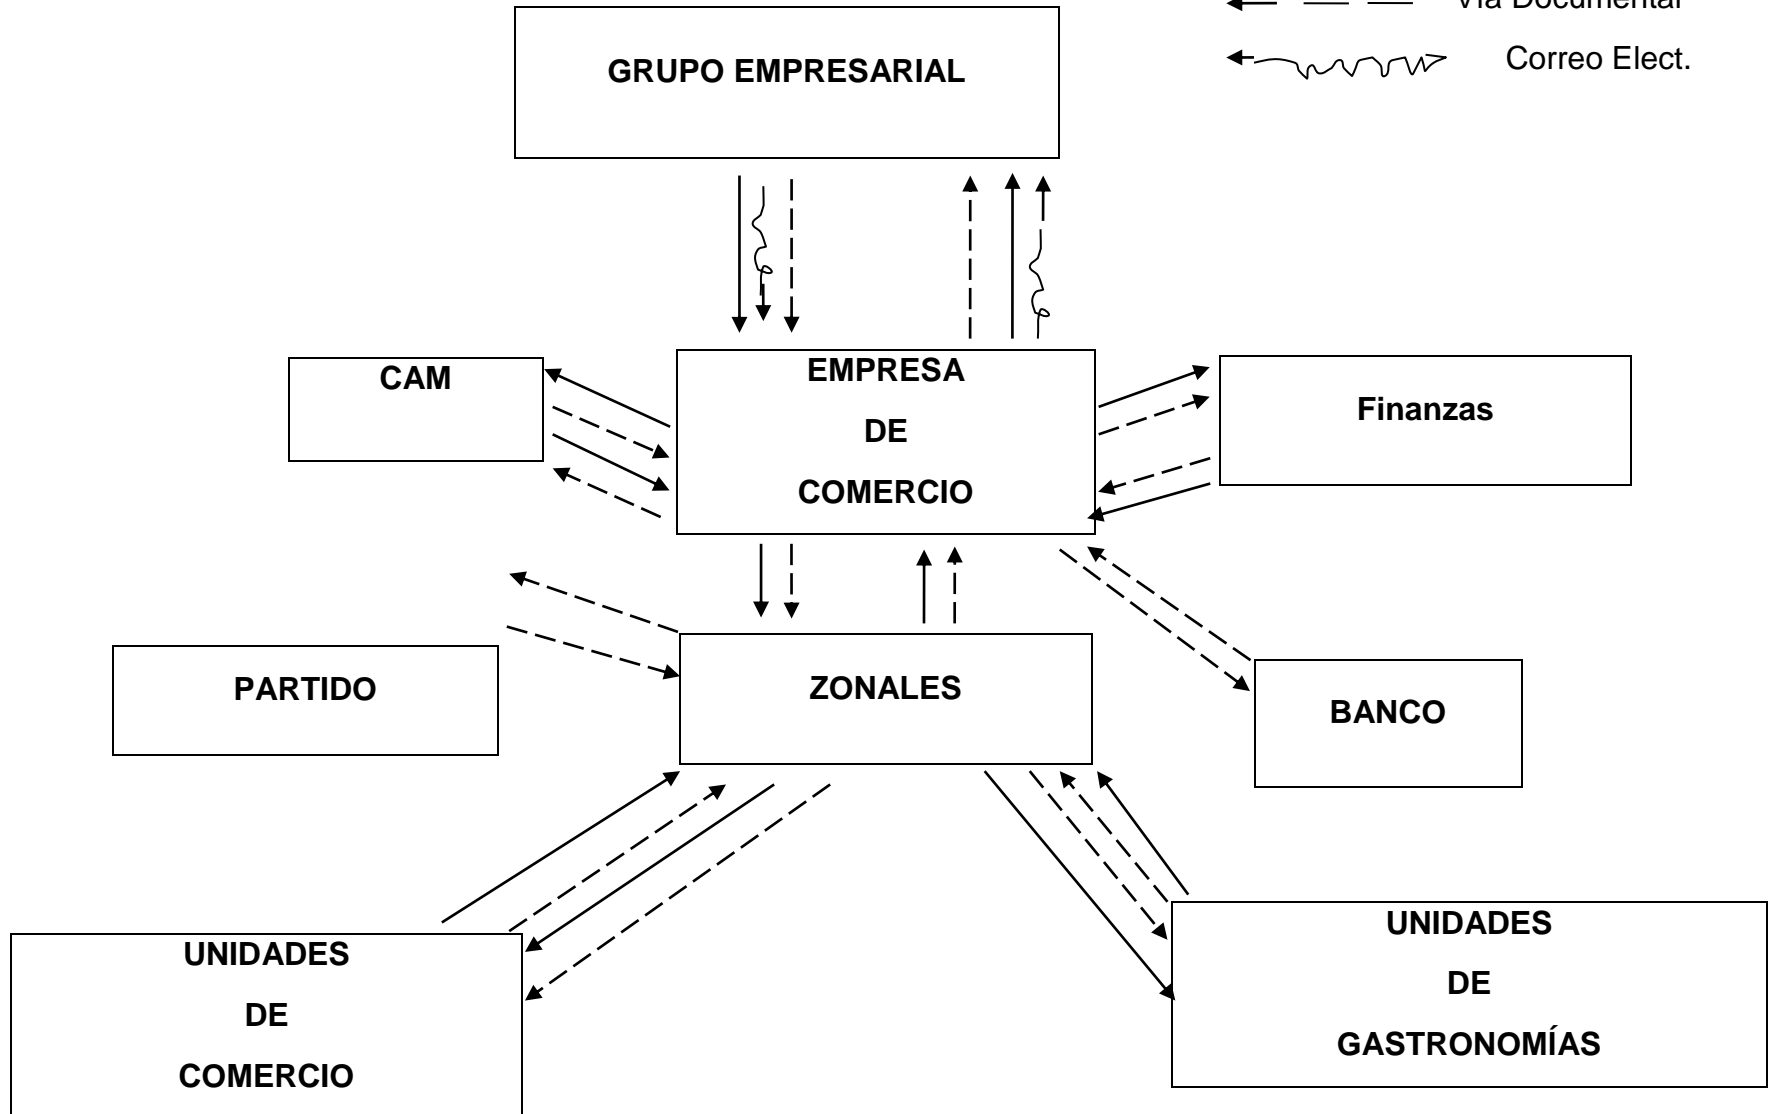 Vía Documental
Correo Elect.
GRUPO EMPRESARIAL
CAM
EMPRESA
DE
COMERCIO
Finanzas
PARTIDO
ZONALES
BANCO
UNIDADES
DE
COMERCIO
UNIDADES
DE
GASTRONOMÍAS